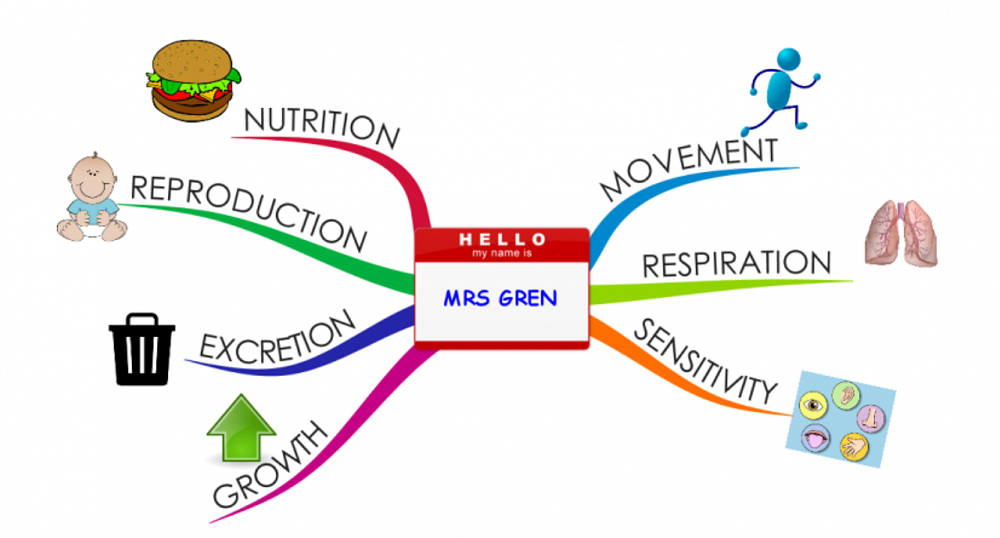 HELLO
my name is
MRS GREN
MOVEMENT
RESPIRATION
SENSITIVITY
GROWTH
EXCRETION
REPRODUCTION
NUTRITION